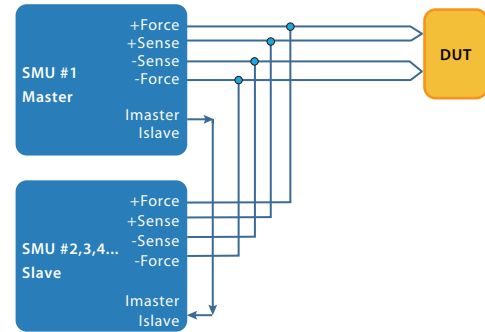 +Force
+Sense
-Sense
-Force
SMU #1
Master
Imaster
Islave
DUT
+Force
+Sense
-Sense
-Force
SMU #2,3,4...
Slave
Imaster
Islave